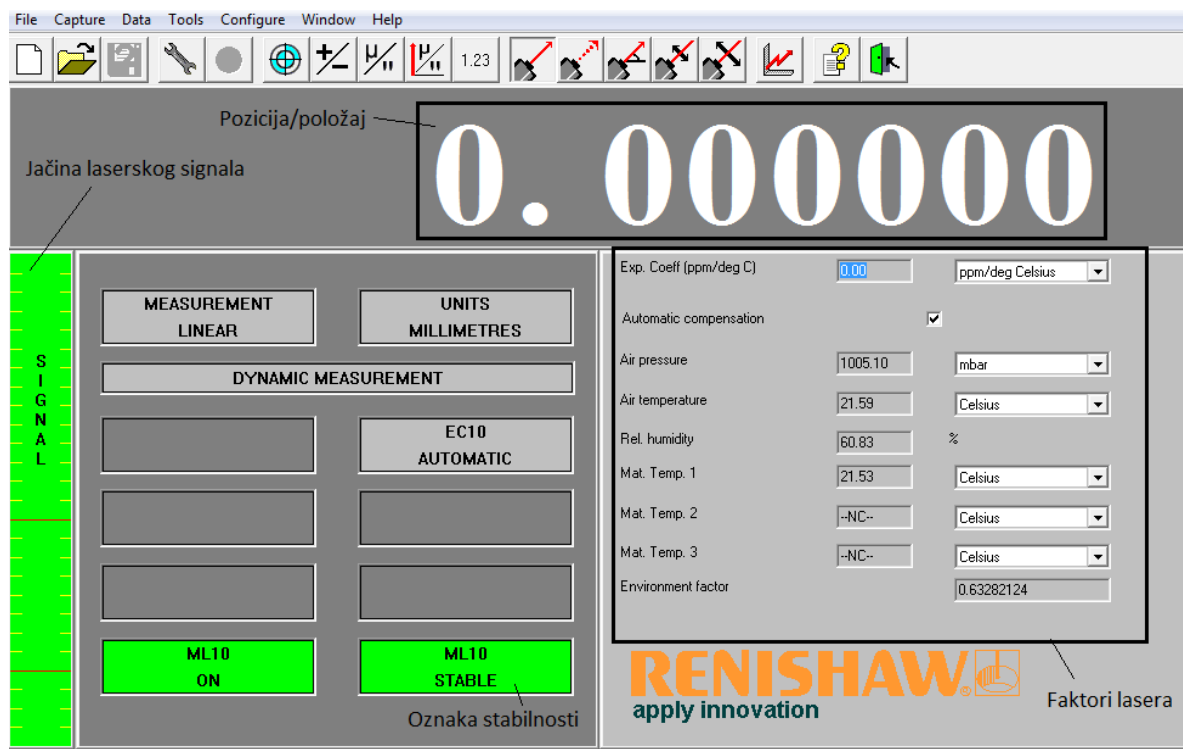 File Capture Data Tools Configure Window Help
1.23
Pozicija/položaj
0.000000
Jačina laserskog signala
SIGNAL
MEASUREMENT
LINEAR
UNITS
MILLIMETRES
DYNAMIC MEASUREMENT
EC10
AUTOMATIC
ML10
ON
ML10
STABLE
Oznaka stabilnosti
Exp. Coeff (ppm/deg C) 0.00 ppm/deg Celsius
Automatic compensation
Air pressure 1005.10 mbar
Air temperature 21.59 Celsius
Rel. humidity 60.83 %
Mat. Temp. 1 21.53 Celsius
Mat. Temp. 2 --NC-- Celsius
Mat. Temp. 3 --NC-- Celsius
Environment factor 0.63282124
RENISHAW.
apply innovation
Faktori lasera